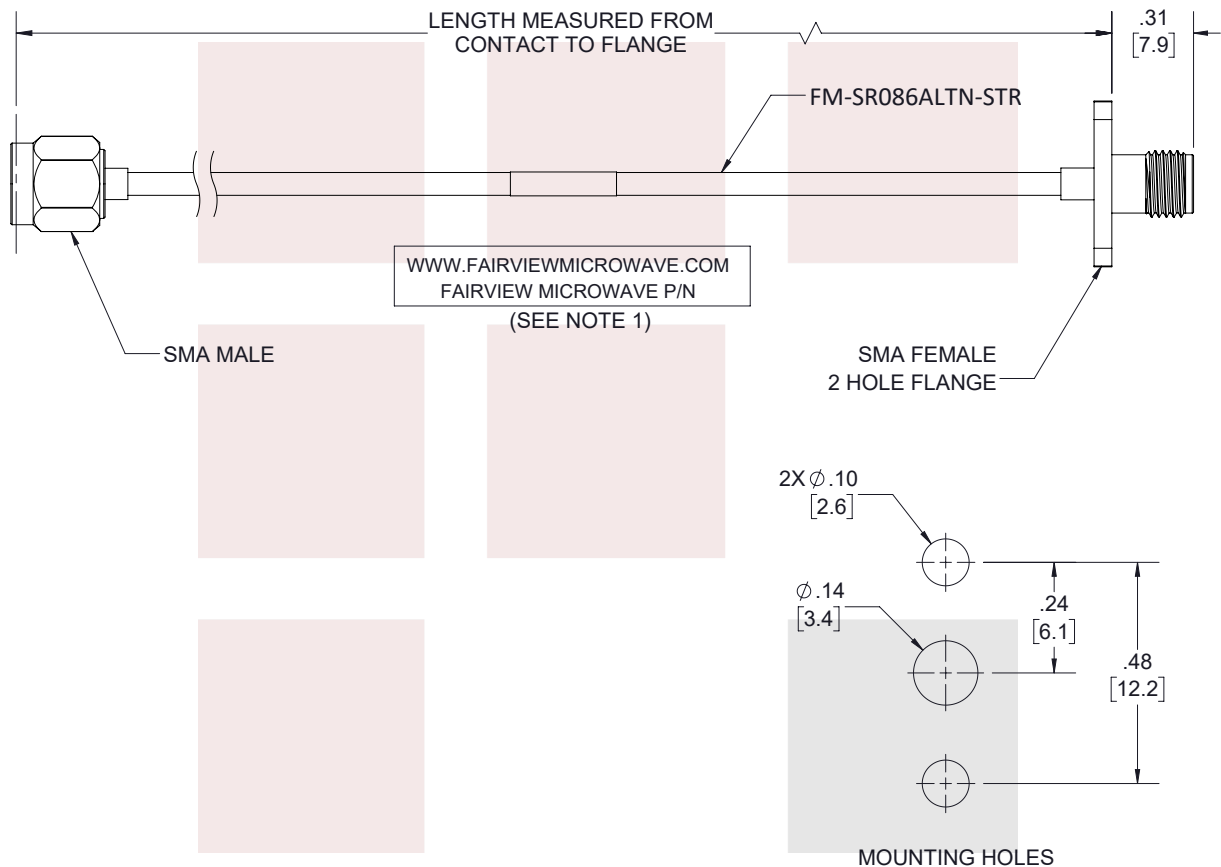 LENGTH MEASURED FROM
CONTACT TO FLANGE
.31
[7.9]
FM-SR086ALTN-STR
WWW.FAIRVIEWMICROWAVE.COM
FAIRVIEW MICROWAVE P/N
(SEE NOTE 1)
SMA MALE
SMA FEMALE
2 HOLE FLANGE
2X ∅ .10
[2.6]
∅ .14
[3.4]
.24
[6.1]
.48
[12.2]
MOUNTING HOLES